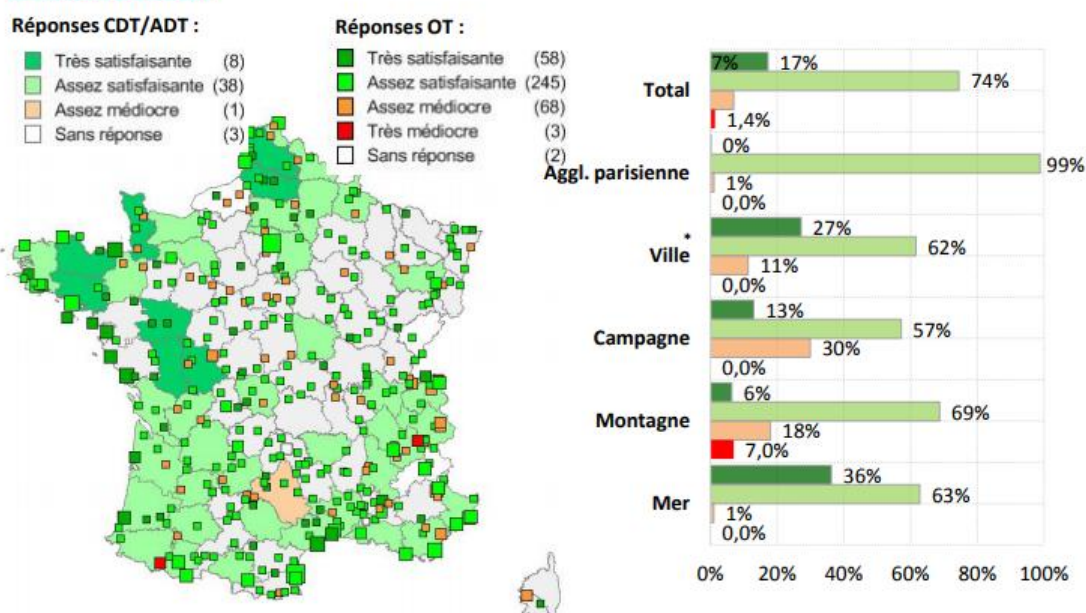 Réponses CDT/ADT :
Très satisfaisante (8)
Assez satisfaisante (38)
Assez médiocre (1)
Sans réponse (3)
Réponses OT :
Très satisfaisante (58)
Assez satisfaisante (245)
Assez médiocre (68)
Très médiocre (3)
Sans réponse (2)
Total
7% 17%
74%
1,4%
Aggl. parisienne
0%
99%
1%
0,0%
Ville*
27%
62%
11%
0,0%
Campagne
13%
57%
30%
0,0%
Montagne
6%
69%
18%
7,0%
Mer
36%
63%
1%
0,0%
0% 20% 40% 60% 80% 100%